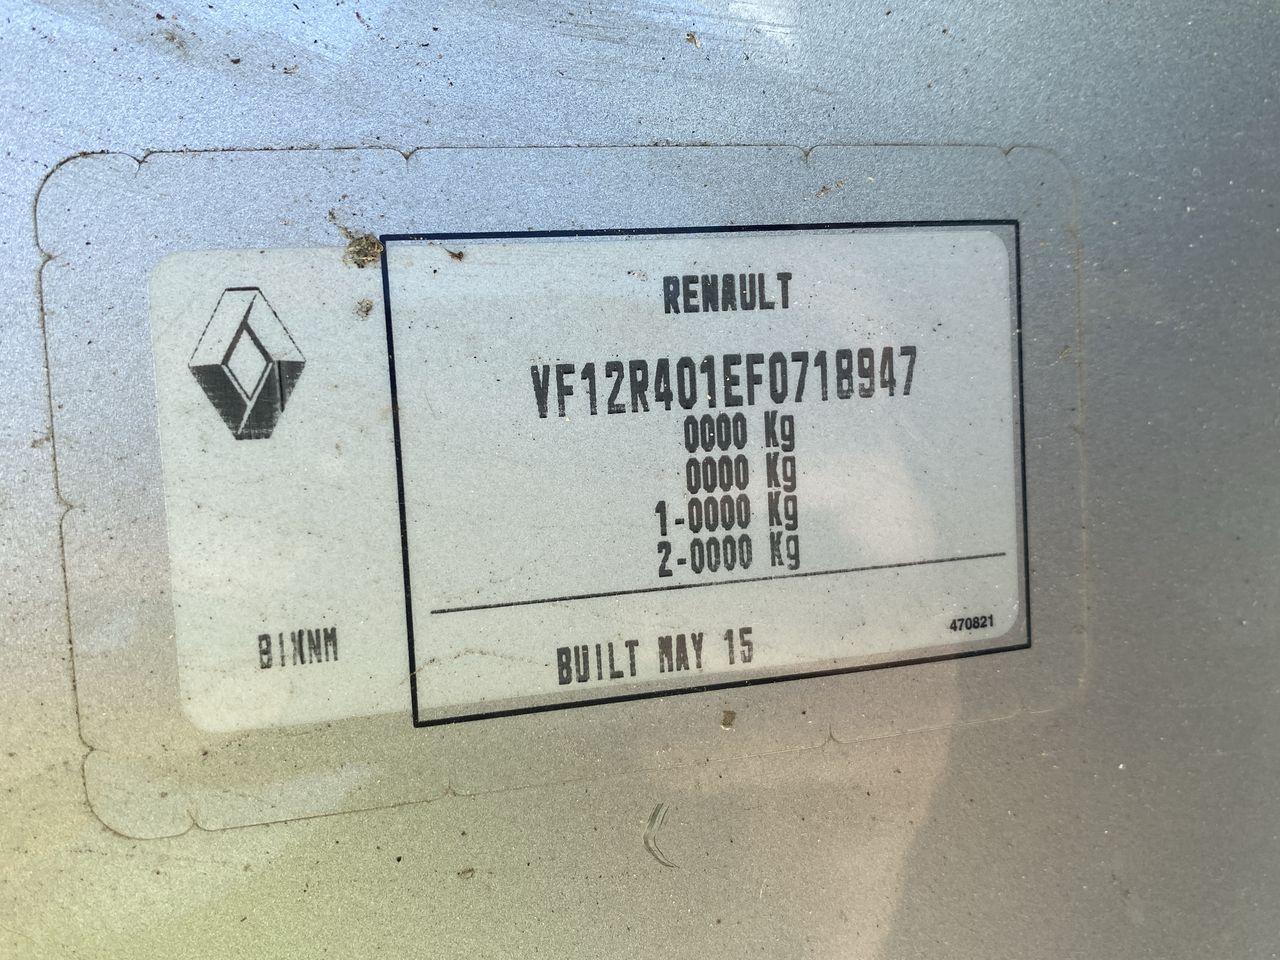 RENAULT
VF12R401EF0718947
0000 Kg
0000 Kg
1-0000 Kg
2-0000 Kg
470821
BIXNM
BUILT MAY 15